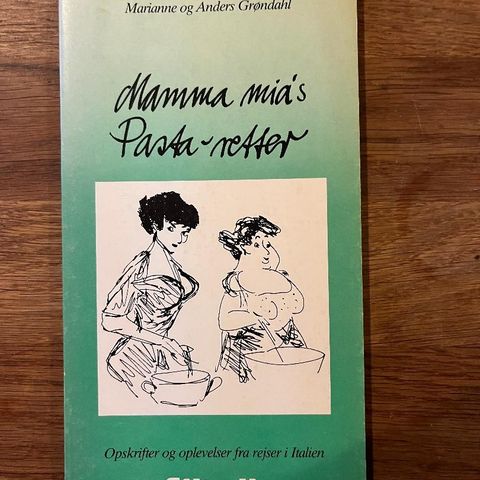 Marianne og Anders Grøndahl
Mamma mia's
Pasta-retter
Opskrifter og oplevelser fra rejser i Italien